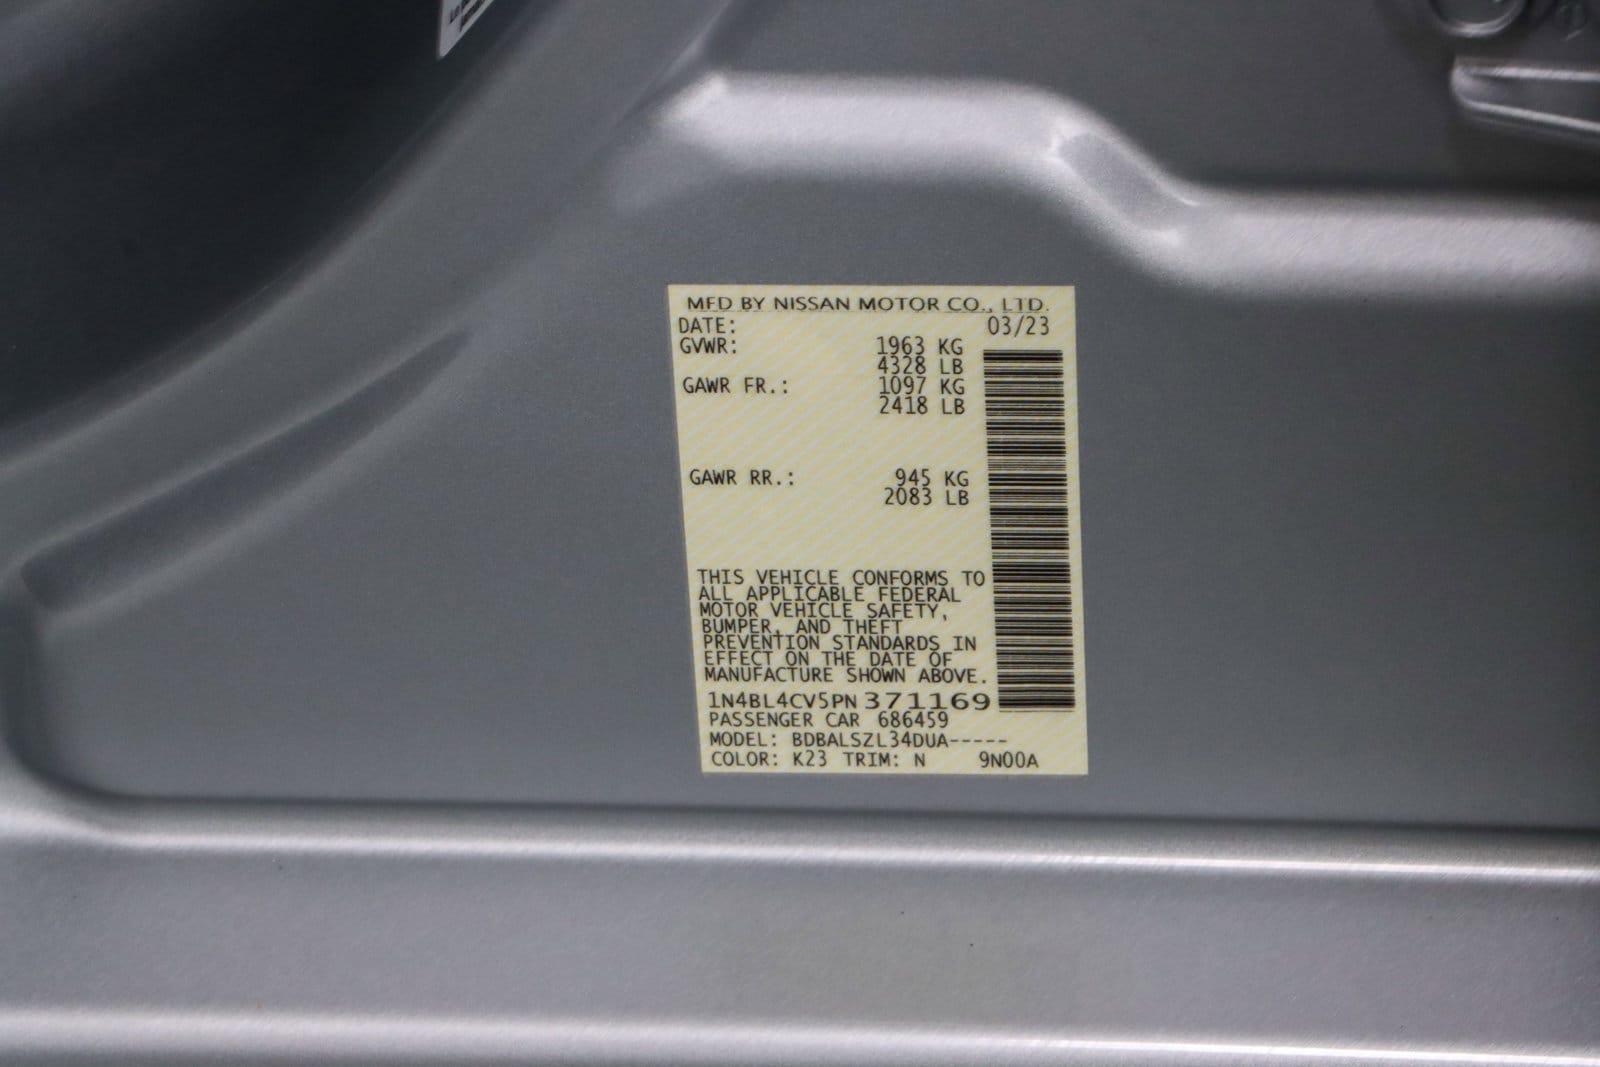 MFD BY NISSAN MOTOR CO., LTD.
DATE: 03/23
GVWR: 1963 KG
4328 LB
GAWR FR.: 1097 KG
2418 LB
GAWR RR.: 945 KG
2083 LB
THIS VEHICLE CONFORMS TO
ALL APPLICABLE FEDERAL
MOTOR VEHICLE SAFETY,
BUMPER, AND THEFT
PREVENTION STANDARDS IN
EFFECT ON THE DATE OF
MANUFACTURE SHOWN ABOVE.
1N4BL4CV5PN371169
PASSENGER CAR 686459
MODEL: BDBALSZL34DUA-----
COLOR: K23 TRIM: N 9N00A